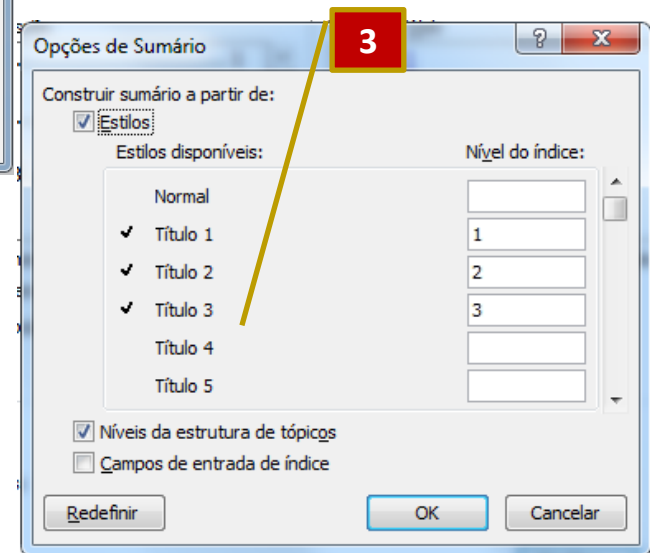 3
Opções de Sumário
Construir sumário a partir de:
Estilos
Estilos disponíveis: Nível do índice:
Normal
Título 1 1
Título 2 2
Título 3 3
Título 4
Título 5
Níveis da estrutura de tópicos
Campos de entrada de índice
Redefinir OK Cancelar